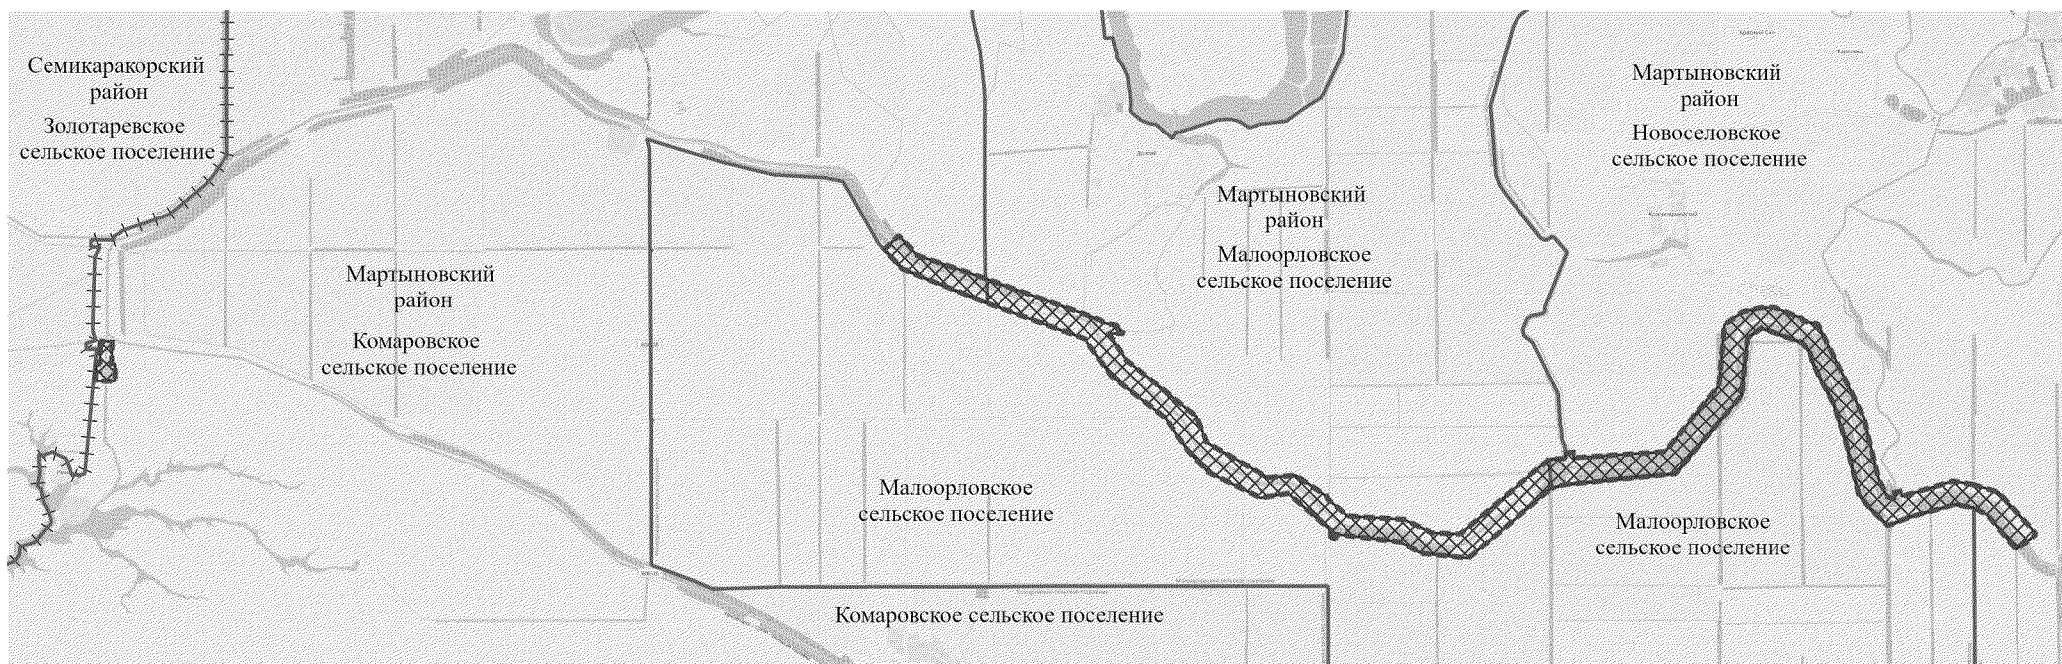 Семикаракорский
район
Золотаревское
сельское поселение
Мартыновский
район
Комаровское
сельское поселение
Мартыновский
район
Малоорловское
сельское поселение
Мартыновский
район
Новоселовское
сельское поселение
Малоорловское
сельское поселение
Малоорловское
сельское поселение
Комаровское сельское поселение